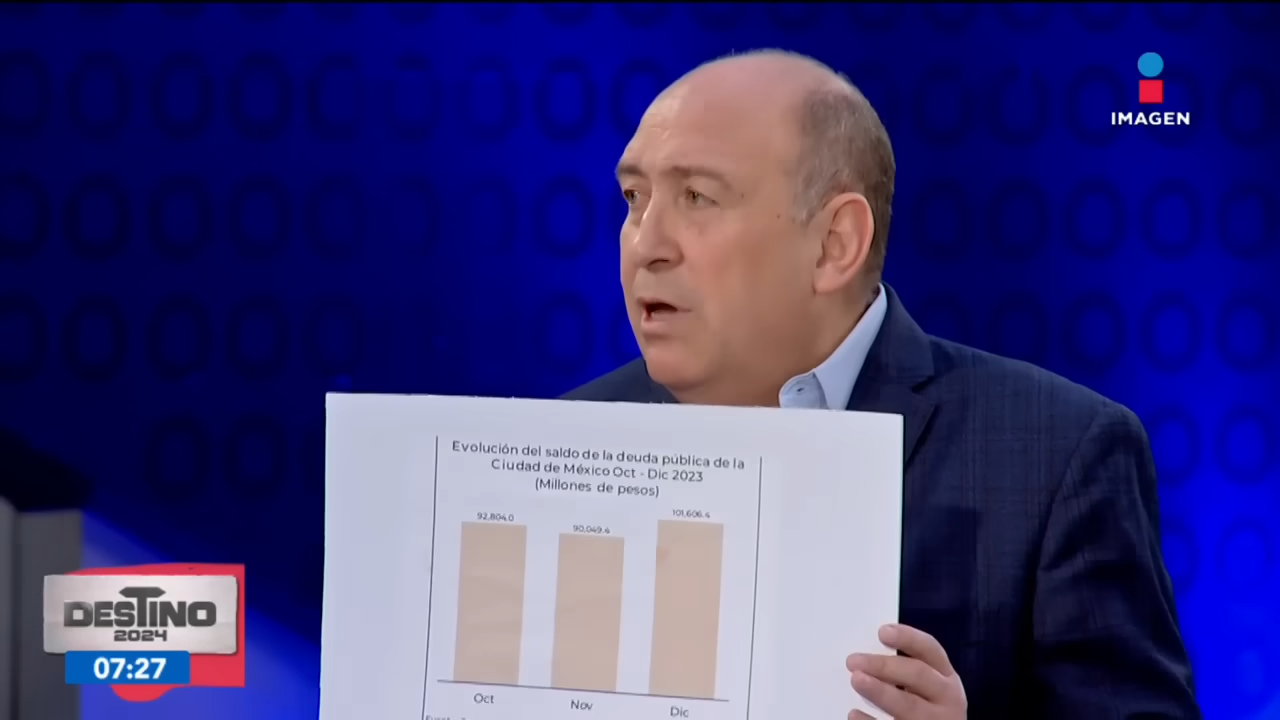 IMAGEN
Evolución del saldo de la deuda pública de la
Ciudad de México Oct - Dic 2023
(Millones de pesos)
92,804.0
90,049.4
101,606.4
Oct
Nov
Dic
DESTINO
2024
07:27